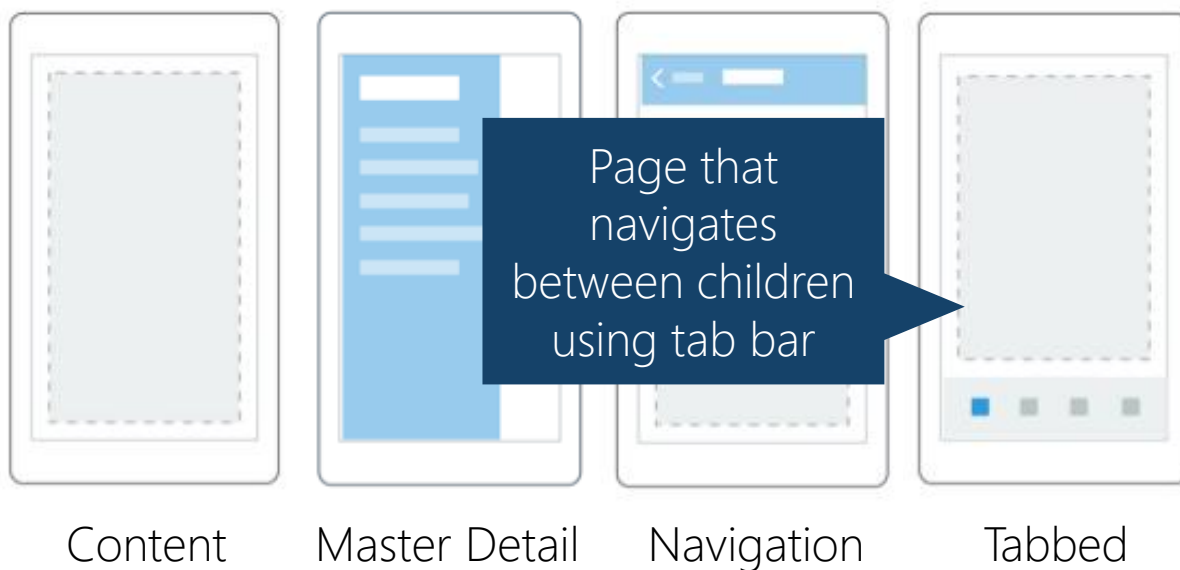 Page that
navigates
between children
using tab bar
Content
Master Detail
Navigation
Tabbed